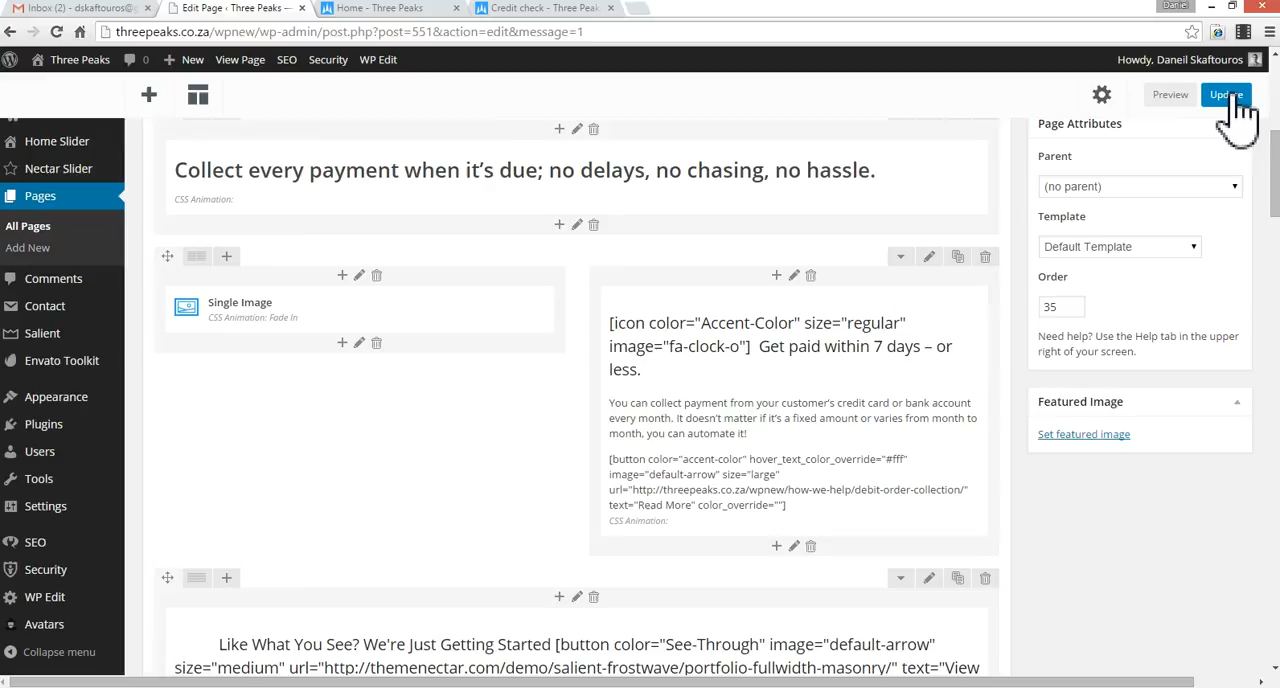 Daniel
Inbox (2) - dskaftouros@g
Edit Page ‹ Three Peaks —
Home - Three Peaks
Credit check - Three Peaks
threepeaks.co.za/wpnew/wp-admin/post.php?post=551&action=edit&message=1
Three Peaks
0
New
View Page
SEO
Security
WP Edit
Howdy, Daneil Skaftouros
Preview
Update
Home Slider
Nectar Slider
Pages
All Pages
Add New
Comments
Contact
Salient
Envato Toolkit
Appearance
Plugins
Users
Tools
Settings
SEO
Security
WP Edit
Avatars
Collapse menu
Collect every payment when it’s due; no delays, no chasing, no hassle.
CSS Animation:
Single Image
CSS Animation: Fade In
[icon color="Accent-Color" size="regular"
image="fa-clock-o"]  Get paid within 7 days – or
less.
You can collect payment from your customer’s credit card or bank account
every month. It doesn’t matter if it’s a fixed amount or varies from month to
month, you can automate it!
[button color="accent-color" hover_text_color_override="#fff"
image="default-arrow" size="large"
url="http://threepeaks.co.za/wpnew/how-we-help/debit-order-collection/"
text="Read More" color_override=""]
CSS Animation:
Like What You See? We're Just Getting Started [button color="See-Through" image="default-arrow"
size="medium" url="http://themenectar.com/demo/salient-frostwave/portfolio-fullwidth-masonry/" text="View
Page Attributes
Parent
(no parent)
Template
Default Template
Order
35
Need help? Use the Help tab in the upper
right of your screen.
Featured Image
Set featured image